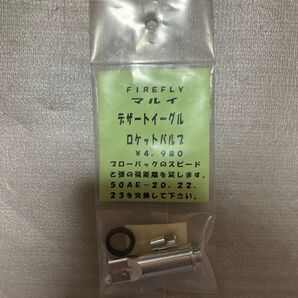 FIREFLY
マルイ
デザートイーグル
ロケットバルブ
¥4,980
ブローバックのスピード
と弾の飛距離を延します。
50AE-20.22.
23を交換して下さい。